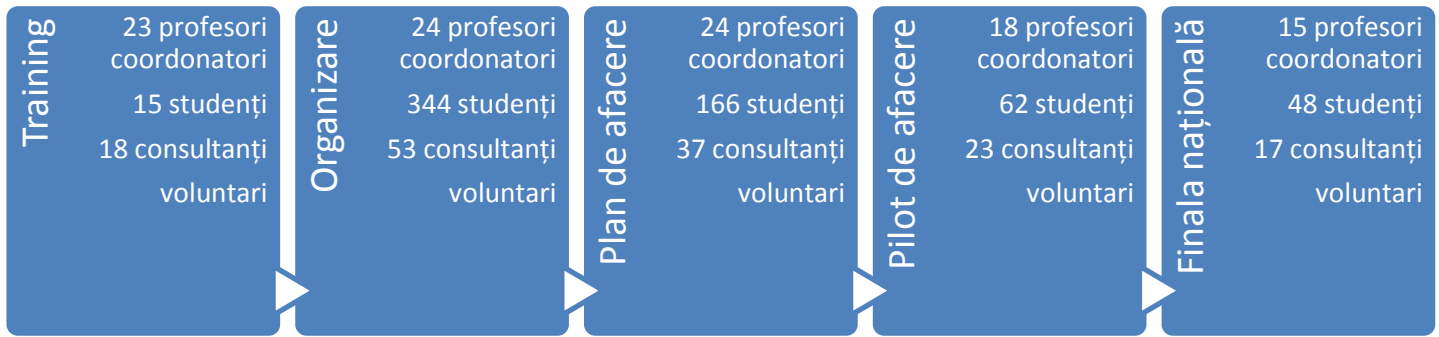 Training
23 profesori
coordonatori
15 studenți
18 consultanți
voluntari
Organizare
24 profesori
coordonatori
344 studenți
53 consultanți
voluntari
Plan de afacere
24 profesori
coordonatori
166 studenți
37 consultanți
voluntari
Pilot de afacere
18 profesori
coordonatori
62 studenți
23 consultanți
voluntari
Finala națională
15 profesori
coordonatori
48 studenți
17 consultanți
voluntari